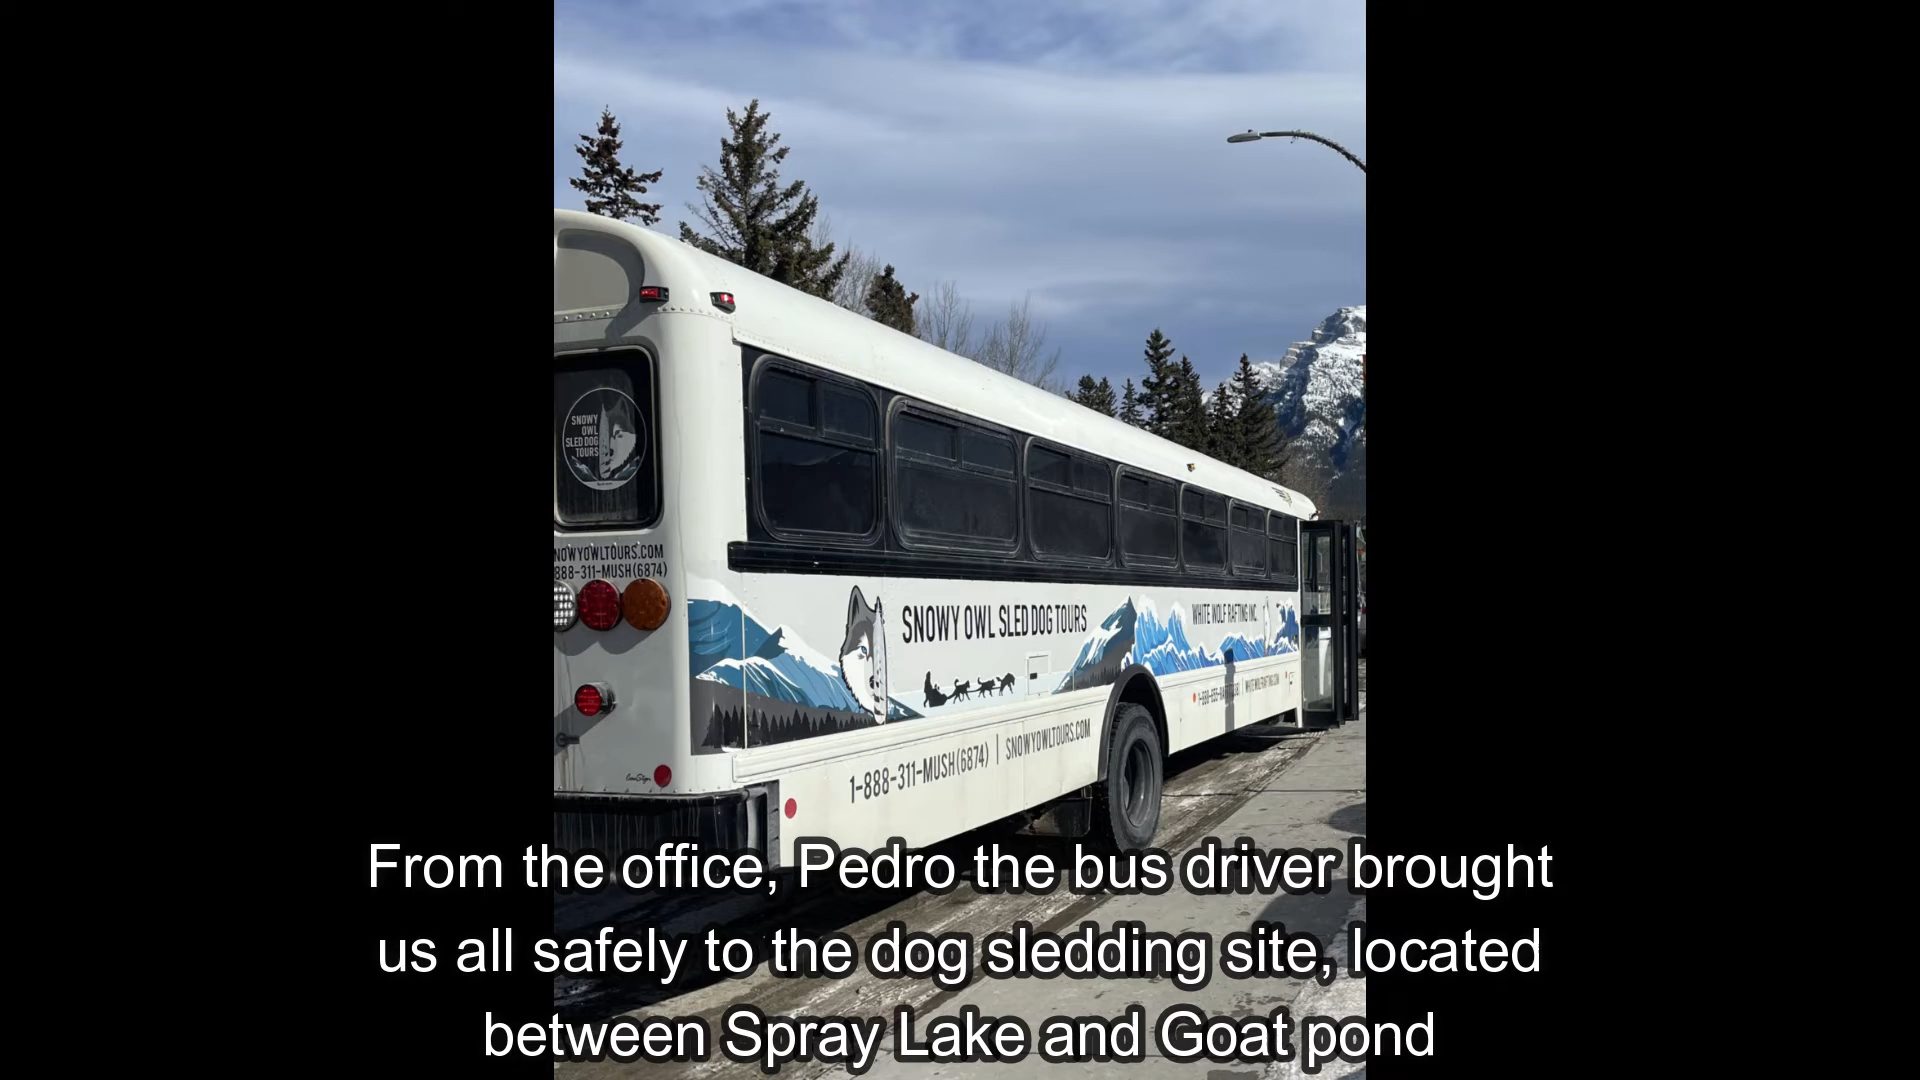 SNOWY
OWL
SLED DOG
TOURS
NOWYOWLTOURS.COM
888-311-MUSH(6874)
SNOWY OWL SLED DOG TOURS
WHITE WOLF RAFTING INC.
1-888-311-MUSH(6874) | SNOWYOWLTOURS.COM
WHITEWOLFRAFTING.COM
From the office, Pedro the bus driver brought
us all safely to the dog sledding site, located
between Spray Lake and Goat pond